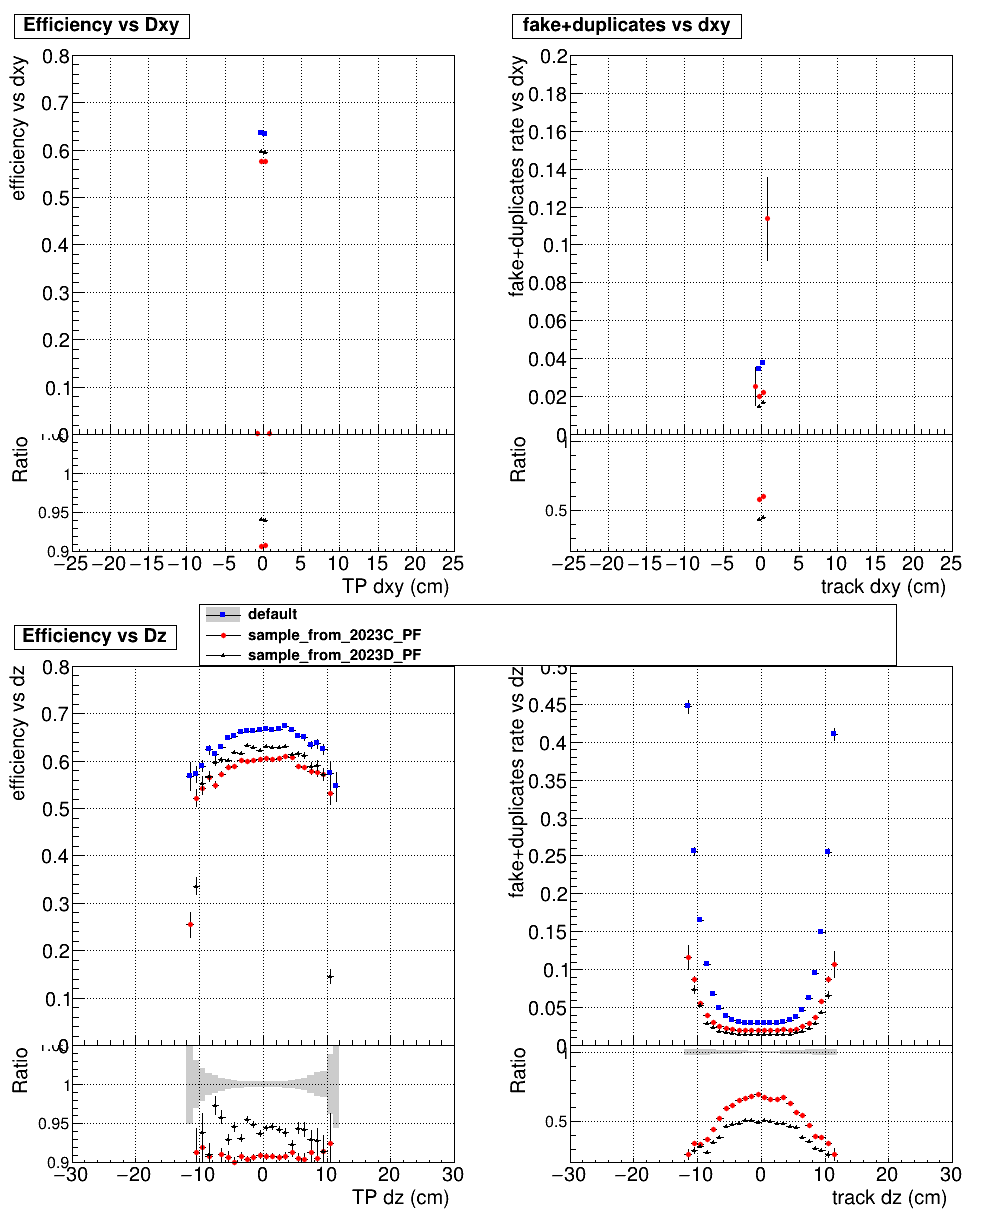 Efficiency vs Dxy
efficiency vs dxy
0.8
0.7
0.6
0.5
0.4
0.3
0.2
0.1
0
Ratio
1
0.95
0.9
−25 −20 −15 −10 −5 0 5 10 15 20 25
TP dxy (cm)
fake+duplicates vs dxy
fake+duplicates rate vs dxy
0.2
0.18
0.16
0.14
0.12
0.1
0.08
0.06
0.04
0.02
0
Ratio
1
0.5
−25 −20 −15 −10 −5 0 5 10 15 20 25
track dxy (cm)
default
sample_from_2023C_PF
sample_from_2023D_PF
Efficiency vs Dz
efficiency vs dz
0.8
0.7
0.6
0.5
0.4
0.3
0.2
0.1
0
Ratio
1
0.95
0.9
−30 −20 −10 0 10 20 30
TP dz (cm)
fake+duplicates rate vs dz
0.5
0.45
0.4
0.35
0.3
0.25
0.2
0.15
0.1
0.05
0
Ratio
1
0.5
−30 −20 −10 0 10 20 30
track dz (cm)